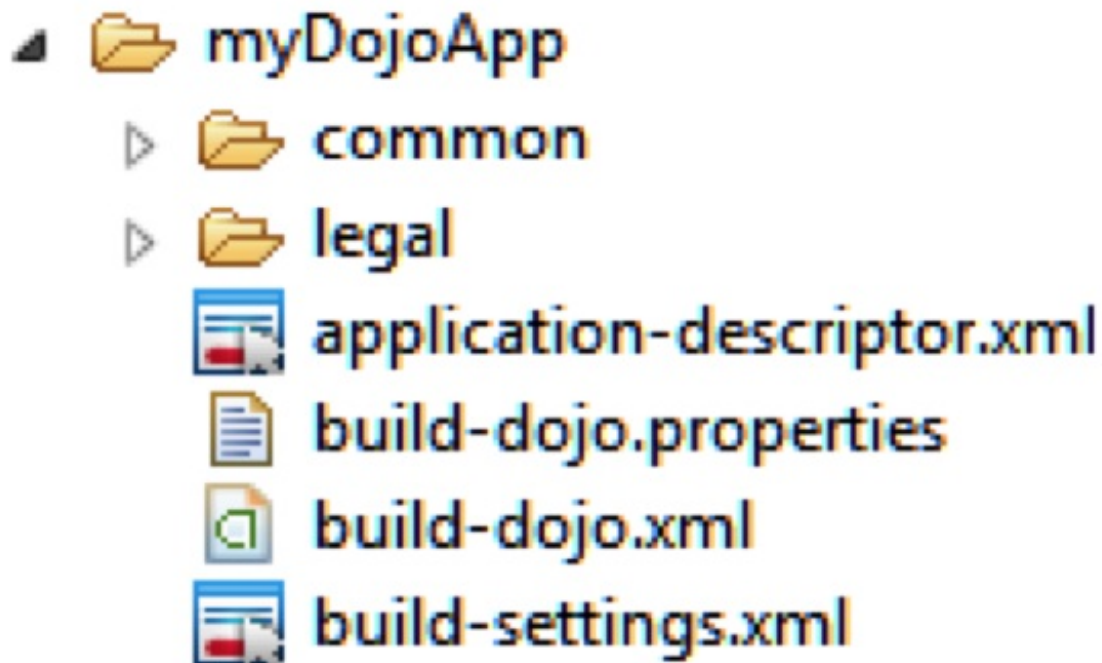 myDojoApp
common
legal
application-descriptor.xml
build-dojo.properties
build-dojo.xml
build-settings.xml